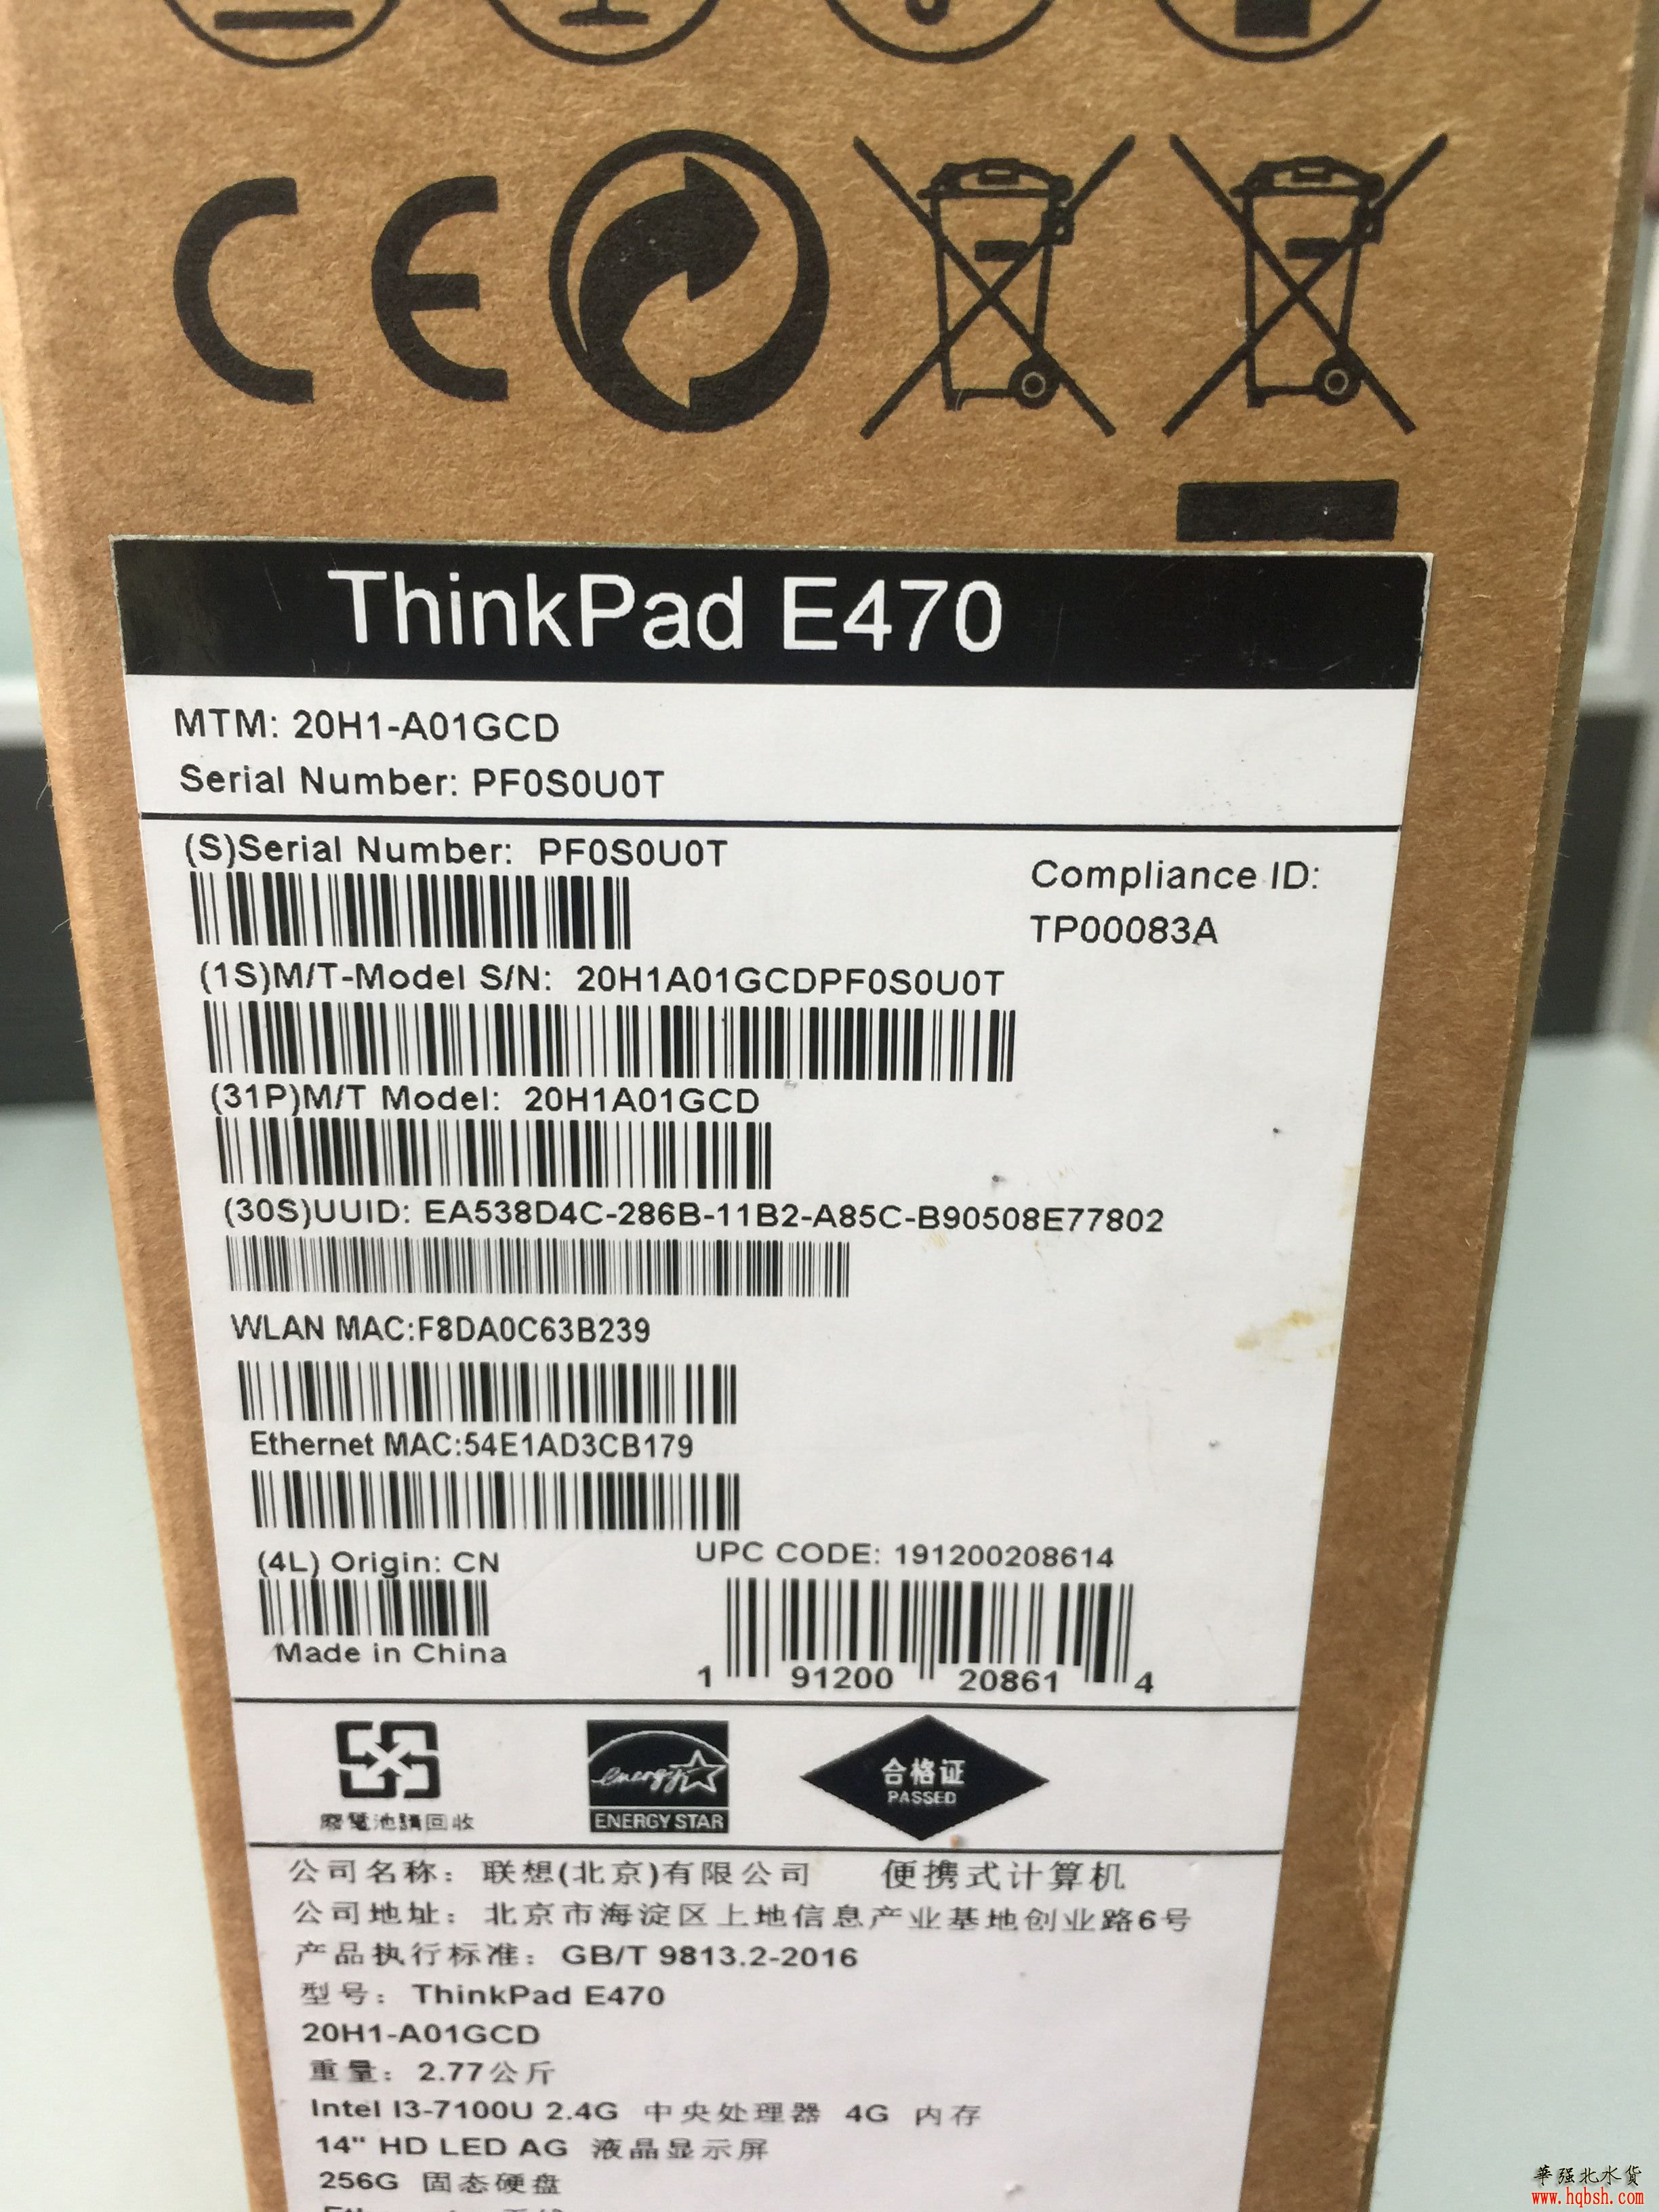 CE
ThinkPad E470
MTM: 20H1-A01GCD
Serial Number: PF0S0U0T
(S)Serial Number: PF0S0U0T
Compliance ID:
TP00083A
(1S)M/T-Model S/N: 20H1A01GCDPF0S0U0T
(31P)M/T Model: 20H1A01GCD
(30S)UUID: EA538D4C-286B-11B2-A85C-B90508E77802
WLAN MAC:F8DA0C63B239
Ethernet MAC:54E1AD3CB179
(4L) Origin: CN
Made in China
UPC CODE: 191200208614
1 91200 20861 4
廢電池請回收
energy
ENERGY STAR
合格证
PASSED
公司名称：联想(北京)有限公司 便携式计算机
公司地址：北京市海淀区上地信息产业基地创业路6号
产品执行标准：GB/T 9813.2-2016
型号：ThinkPad E470
20H1-A01GCD
重量：2.77公斤
Intel I3-7100U 2.4G 中央处理器 4G 内存
14" HD LED AG 液晶显示屏
256G 固态硬盘
華强北水货
www.hqbsh.com